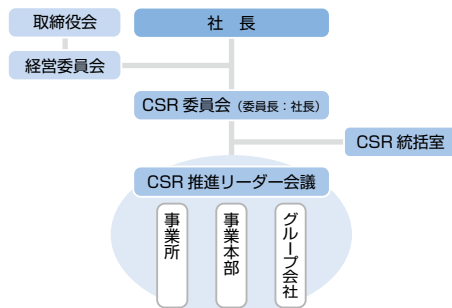 取締役会
社 長
経営委員会
CSR 委員会（委員長：社長）
CSR 統括室
CSR 推進リーダー会議
事業所
事業本部
グループ会社